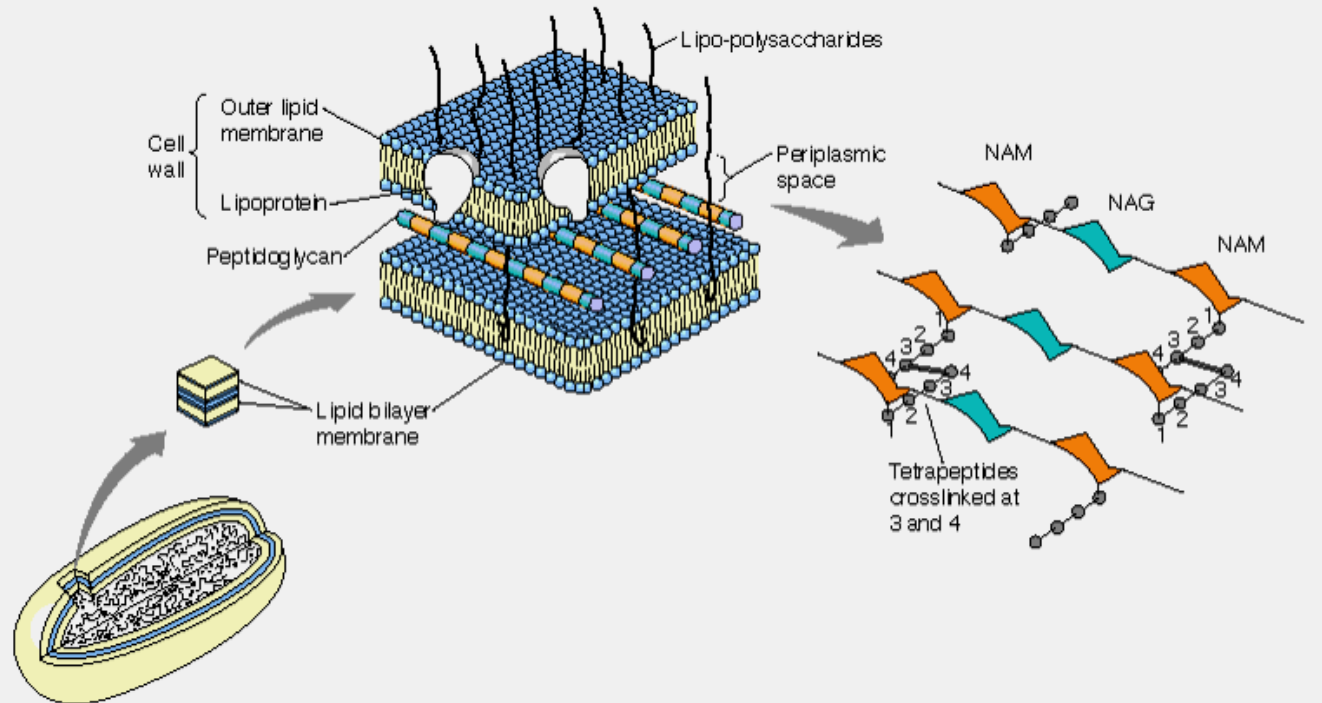 Lipo-polysaccharides
Outer lipid
membrane
Cell
wall
Lipoprotein
Peptidoglycan
Periplasmic
space
Lipid bilayer
membrane
NAM
NAG
NAM
1
2
3
4
4
3
2
1
1
2
3
4
4
3
2
1
Tetrapeptides
crosslinked at
3 and 4